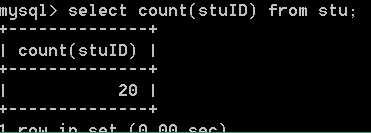 mysql> select count(stuID) from stu;
+--------------+
| count(stuID) |
+--------------+
|           20 |
+--------------+
1 row in set (0.00 sec)